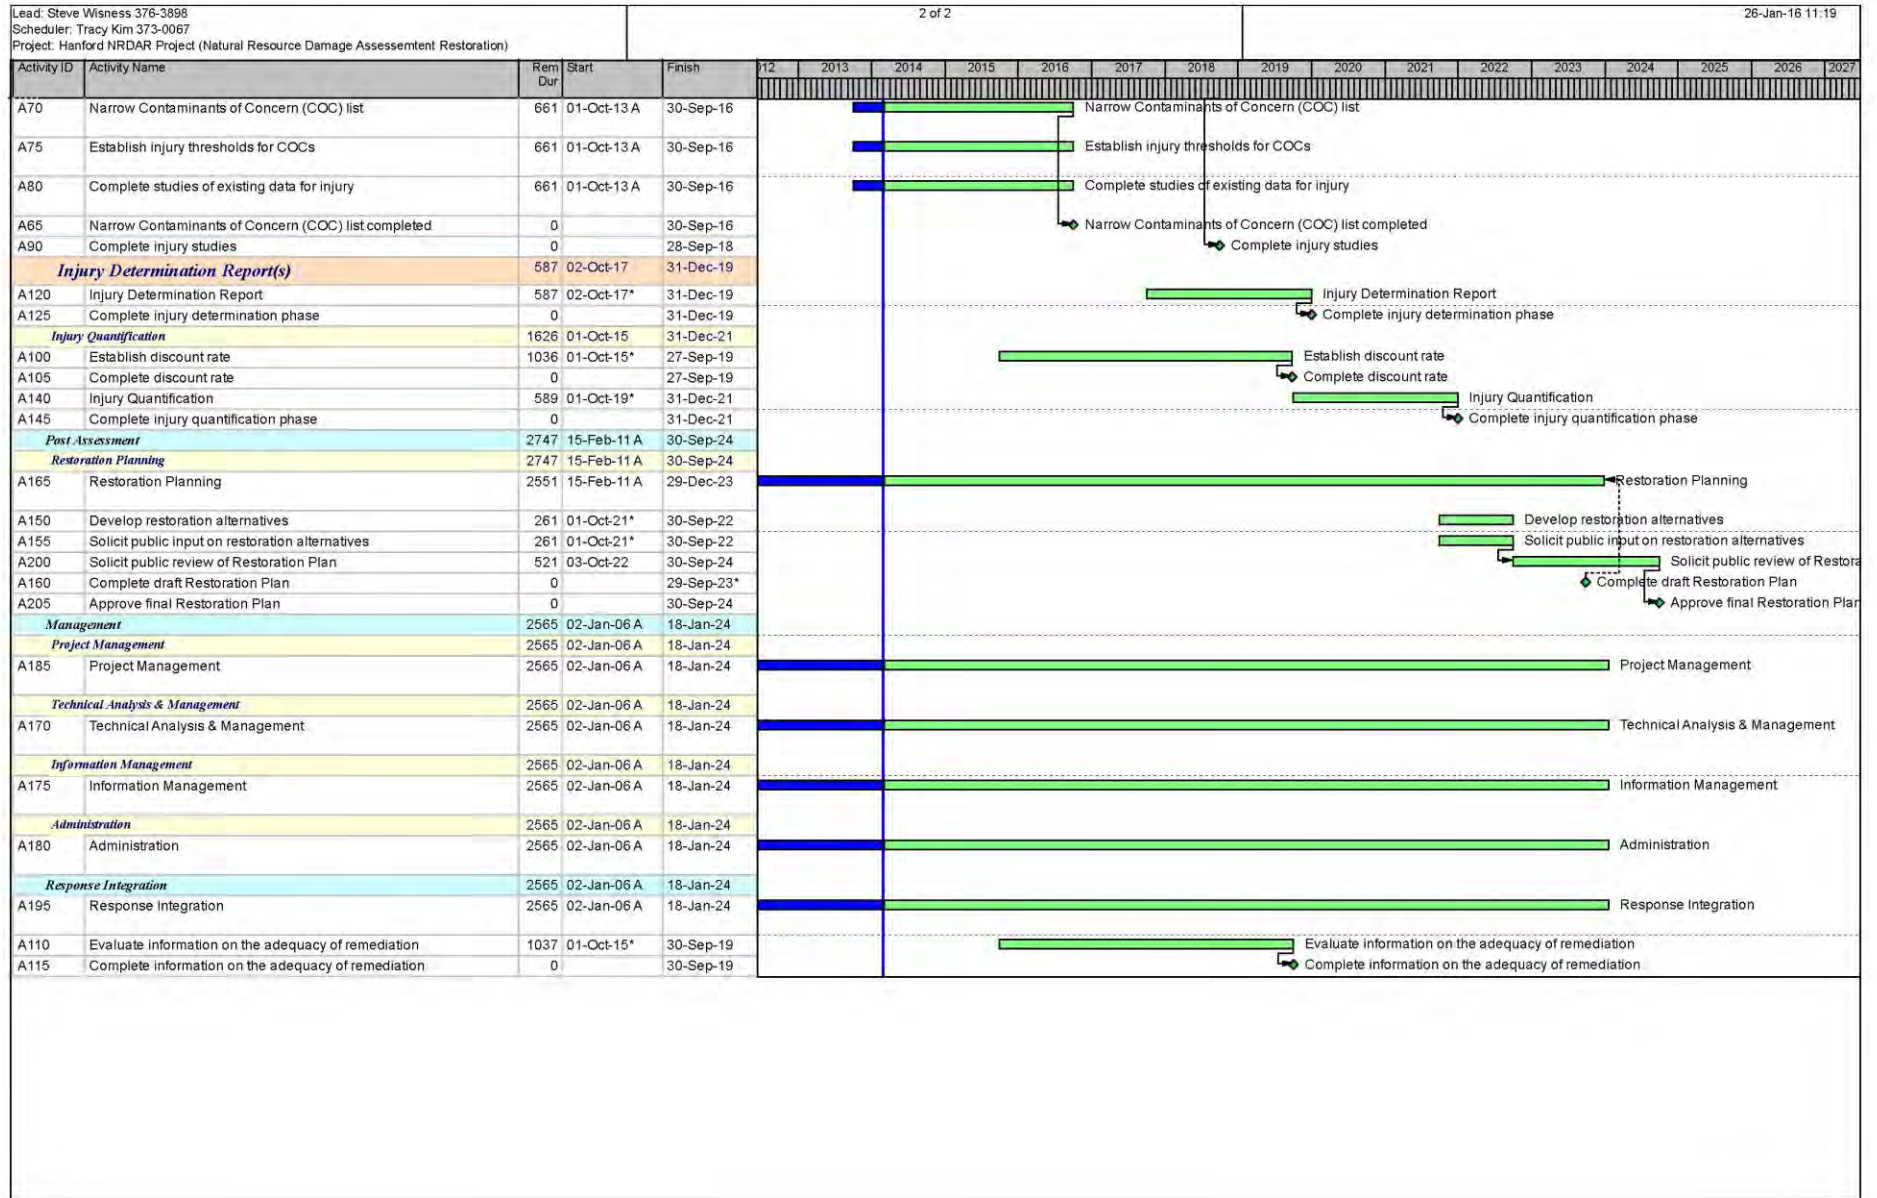 Lead: Steve Wisness 376-3898 2 of 2 26-Jan-16 11:19
Scheduler: Tracy Kim 373-0067
Project: Hanford NRDAR Project (Natural Resource Damage Assessemtent Restoration)
Activity ID Activity Name Rem Dur Start Finish 012 2013 2014 2015 2016 2017 2018 2019 2020 2021 2022 2023 2024 2025 2026 2027
A70 Narrow Contaminants of Concern (COC) list 661 01-Oct-13 A 30-Sep-16 Narrow Contaminants of Concern (COC) list
A75 Establish injury thresholds for COCs 661 01-Oct-13 A 30-Sep-16 Establish injury thresholds for COCs
A80 Complete studies of existing data for injury 661 01-Oct-13 A 30-Sep-16 Complete studies of existing data for injury
A65 Narrow Contaminants of Concern (COC) list completed 0 30-Sep-16 Narrow Contaminants of Concern (COC) list completed
A90 Complete injury studies 0 28-Sep-18 Complete injury studies
Injury Determination Report(s) 587 02-Oct-17 31-Dec-19
A120 Injury Determination Report 587 02-Oct-17* 31-Dec-19 Injury Determination Report
A125 Complete injury determination phase 0 31-Dec-19 Complete injury determination phase
Injury Quantification 1626 01-Oct-15 31-Dec-21
A100 Establish discount rate 1036 01-Oct-15* 27-Sep-19 Establish discount rate
A105 Complete discount rate 0 27-Sep-19 Complete discount rate
A140 Injury Quantification 589 01-Oct-19* 31-Dec-21 Injury Quantification
A145 Complete injury quantification phase 0 31-Dec-21 Complete injury quantification phase
Post Assessment 2747 15-Feb-11 A 30-Sep-24
Restoration Planning 2747 15-Feb-11 A 30-Sep-24
A165 Restoration Planning 2551 15-Feb-11 A 29-Dec-23 Restoration Planning
A150 Develop restoration alternatives 261 01-Oct-21* 30-Sep-22 Develop restoration alternatives
A155 Solicit public input on restoration alternatives 261 01-Oct-21* 30-Sep-22 Solicit public input on restoration alternatives
A200 Solicit public review of Restoration Plan 521 03-Oct-22 30-Sep-24 Solicit public review of Restora
A160 Complete draft Restoration Plan 0 29-Sep-23* Complete draft Restoration Plan
A205 Approve final Restoration Plan 0 30-Sep-24 Approve final Restoration Plan
Management 2565 02-Jan-06 A 18-Jan-24
Project Management 2565 02-Jan-06 A 18-Jan-24
A185 Project Management 2565 02-Jan-06 A 18-Jan-24 Project Management
Technical Analysis & Management 2565 02-Jan-06 A 18-Jan-24
A170 Technical Analysis & Management 2565 02-Jan-06 A 18-Jan-24 Technical Analysis & Management
Information Management 2565 02-Jan-06 A 18-Jan-24
A175 Information Management 2565 02-Jan-06 A 18-Jan-24 Information Management
Administration 2565 02-Jan-06 A 18-Jan-24
A180 Administration 2565 02-Jan-06 A 18-Jan-24 Administration
Response Integration 2565 02-Jan-06 A 18-Jan-24
A195 Response Integration 2565 02-Jan-06 A 18-Jan-24 Response Integration
A110 Evaluate information on the adequacy of remediation 1037 01-Oct-15* 30-Sep-19 Evaluate information on the adequacy of remediation
A115 Complete information on the adequacy of remediation 0 30-Sep-19 Complete information on the adequacy of remediation